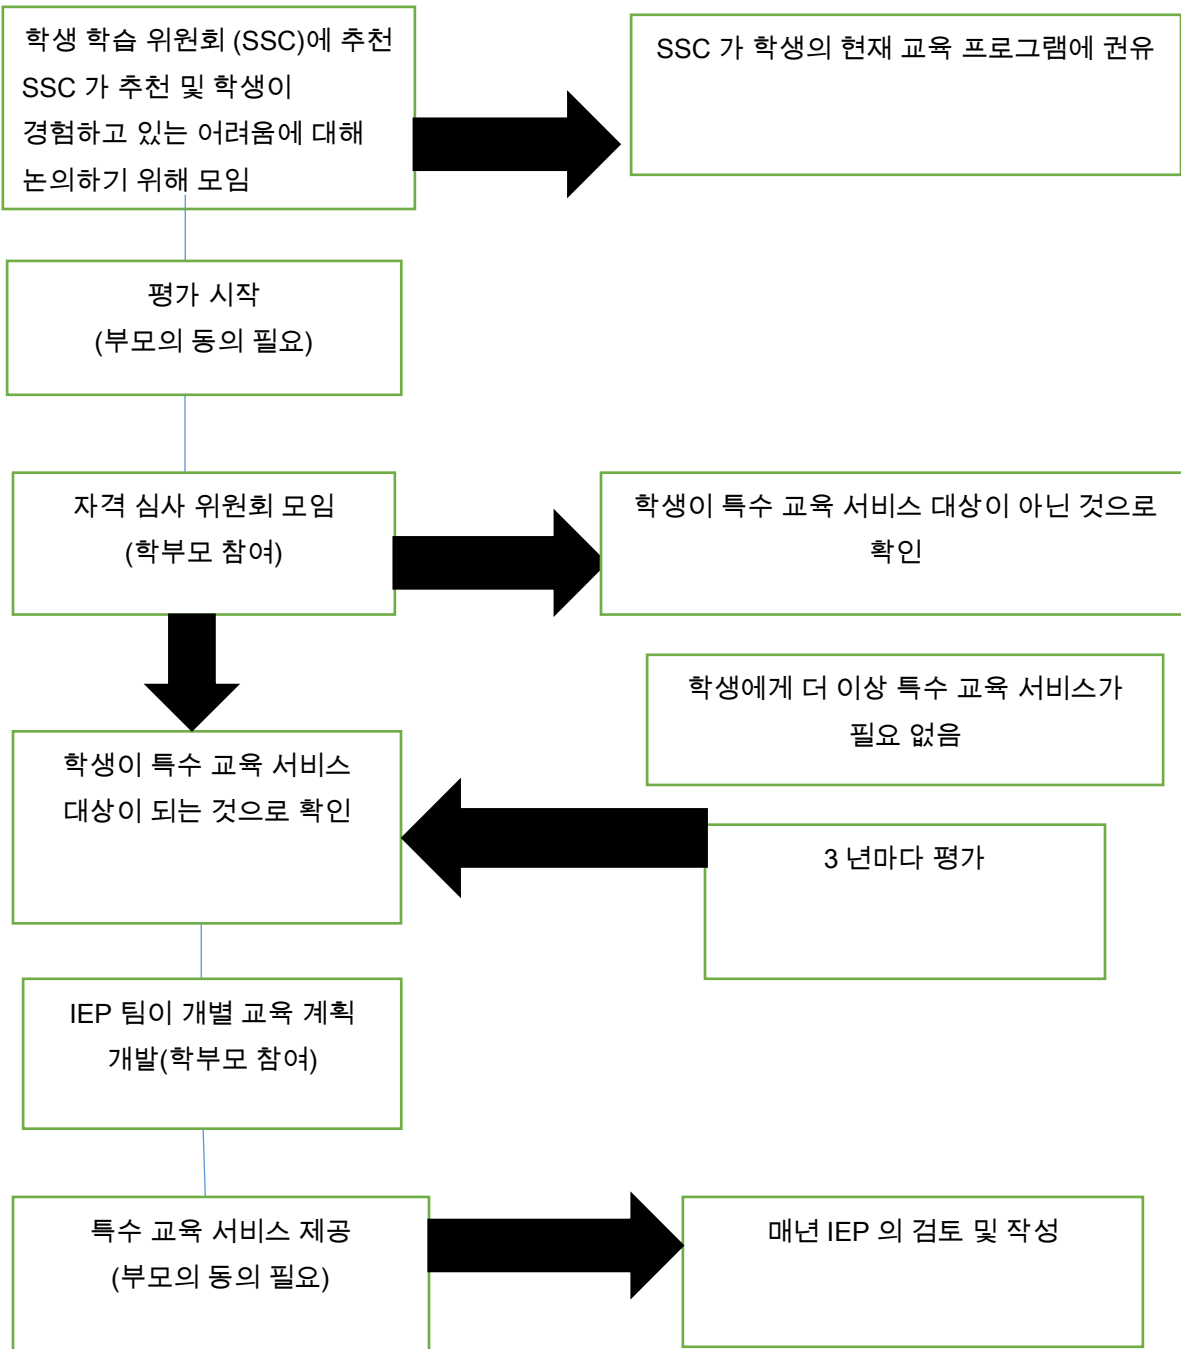 학생 학습 위원회 (SSC)에 추천
SSC 가 추천 및 학생이
경험하고 있는 어려움에 대해
논의하기 위해 모임
SSC 가 학생의 현재 교육 프로그램에 권유
평가 시작
(부모의 동의 필요)
자격 심사 위원회 모임
(학부모 참여)
학생이 특수 교육 서비스 대상이 아닌 것으로
확인
학생에게 더 이상 특수 교육 서비스가
필요 없음
학생이 특수 교육 서비스
대상이 되는 것으로 확인
3 년마다 평가
IEP 팀이 개별 교육 계획
개발(학부모 참여)
특수 교육 서비스 제공
(부모의 동의 필요)
매년 IEP 의 검토 및 작성